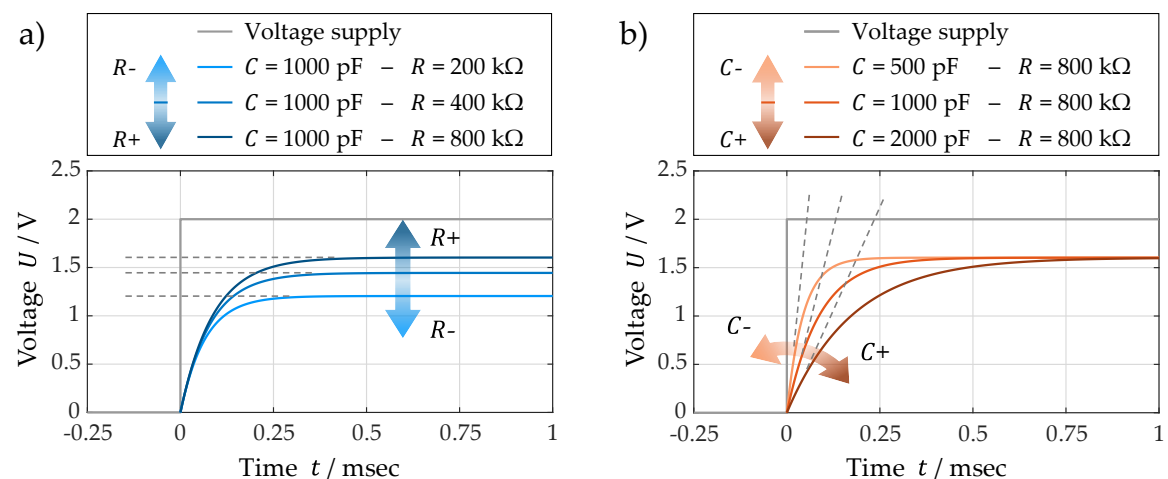 a)
Voltage supply
R-
C = 1000 pF – R = 200 kΩ
C = 1000 pF – R = 400 kΩ
R+
C = 1000 pF – R = 800 kΩ
2.5
2
1.5
1
0.5
0
Voltage U / V
R+
R-
-0.25 0 0.25 0.5 0.75 1
Time t / msec
b)
Voltage supply
C-
C = 500 pF – R = 800 kΩ
C = 1000 pF – R = 800 kΩ
C+
C = 2000 pF – R = 800 kΩ
2.5
2
1.5
1
0.5
0
Voltage U / V
C-
C+
-0.25 0 0.25 0.5 0.75 1
Time t / msec